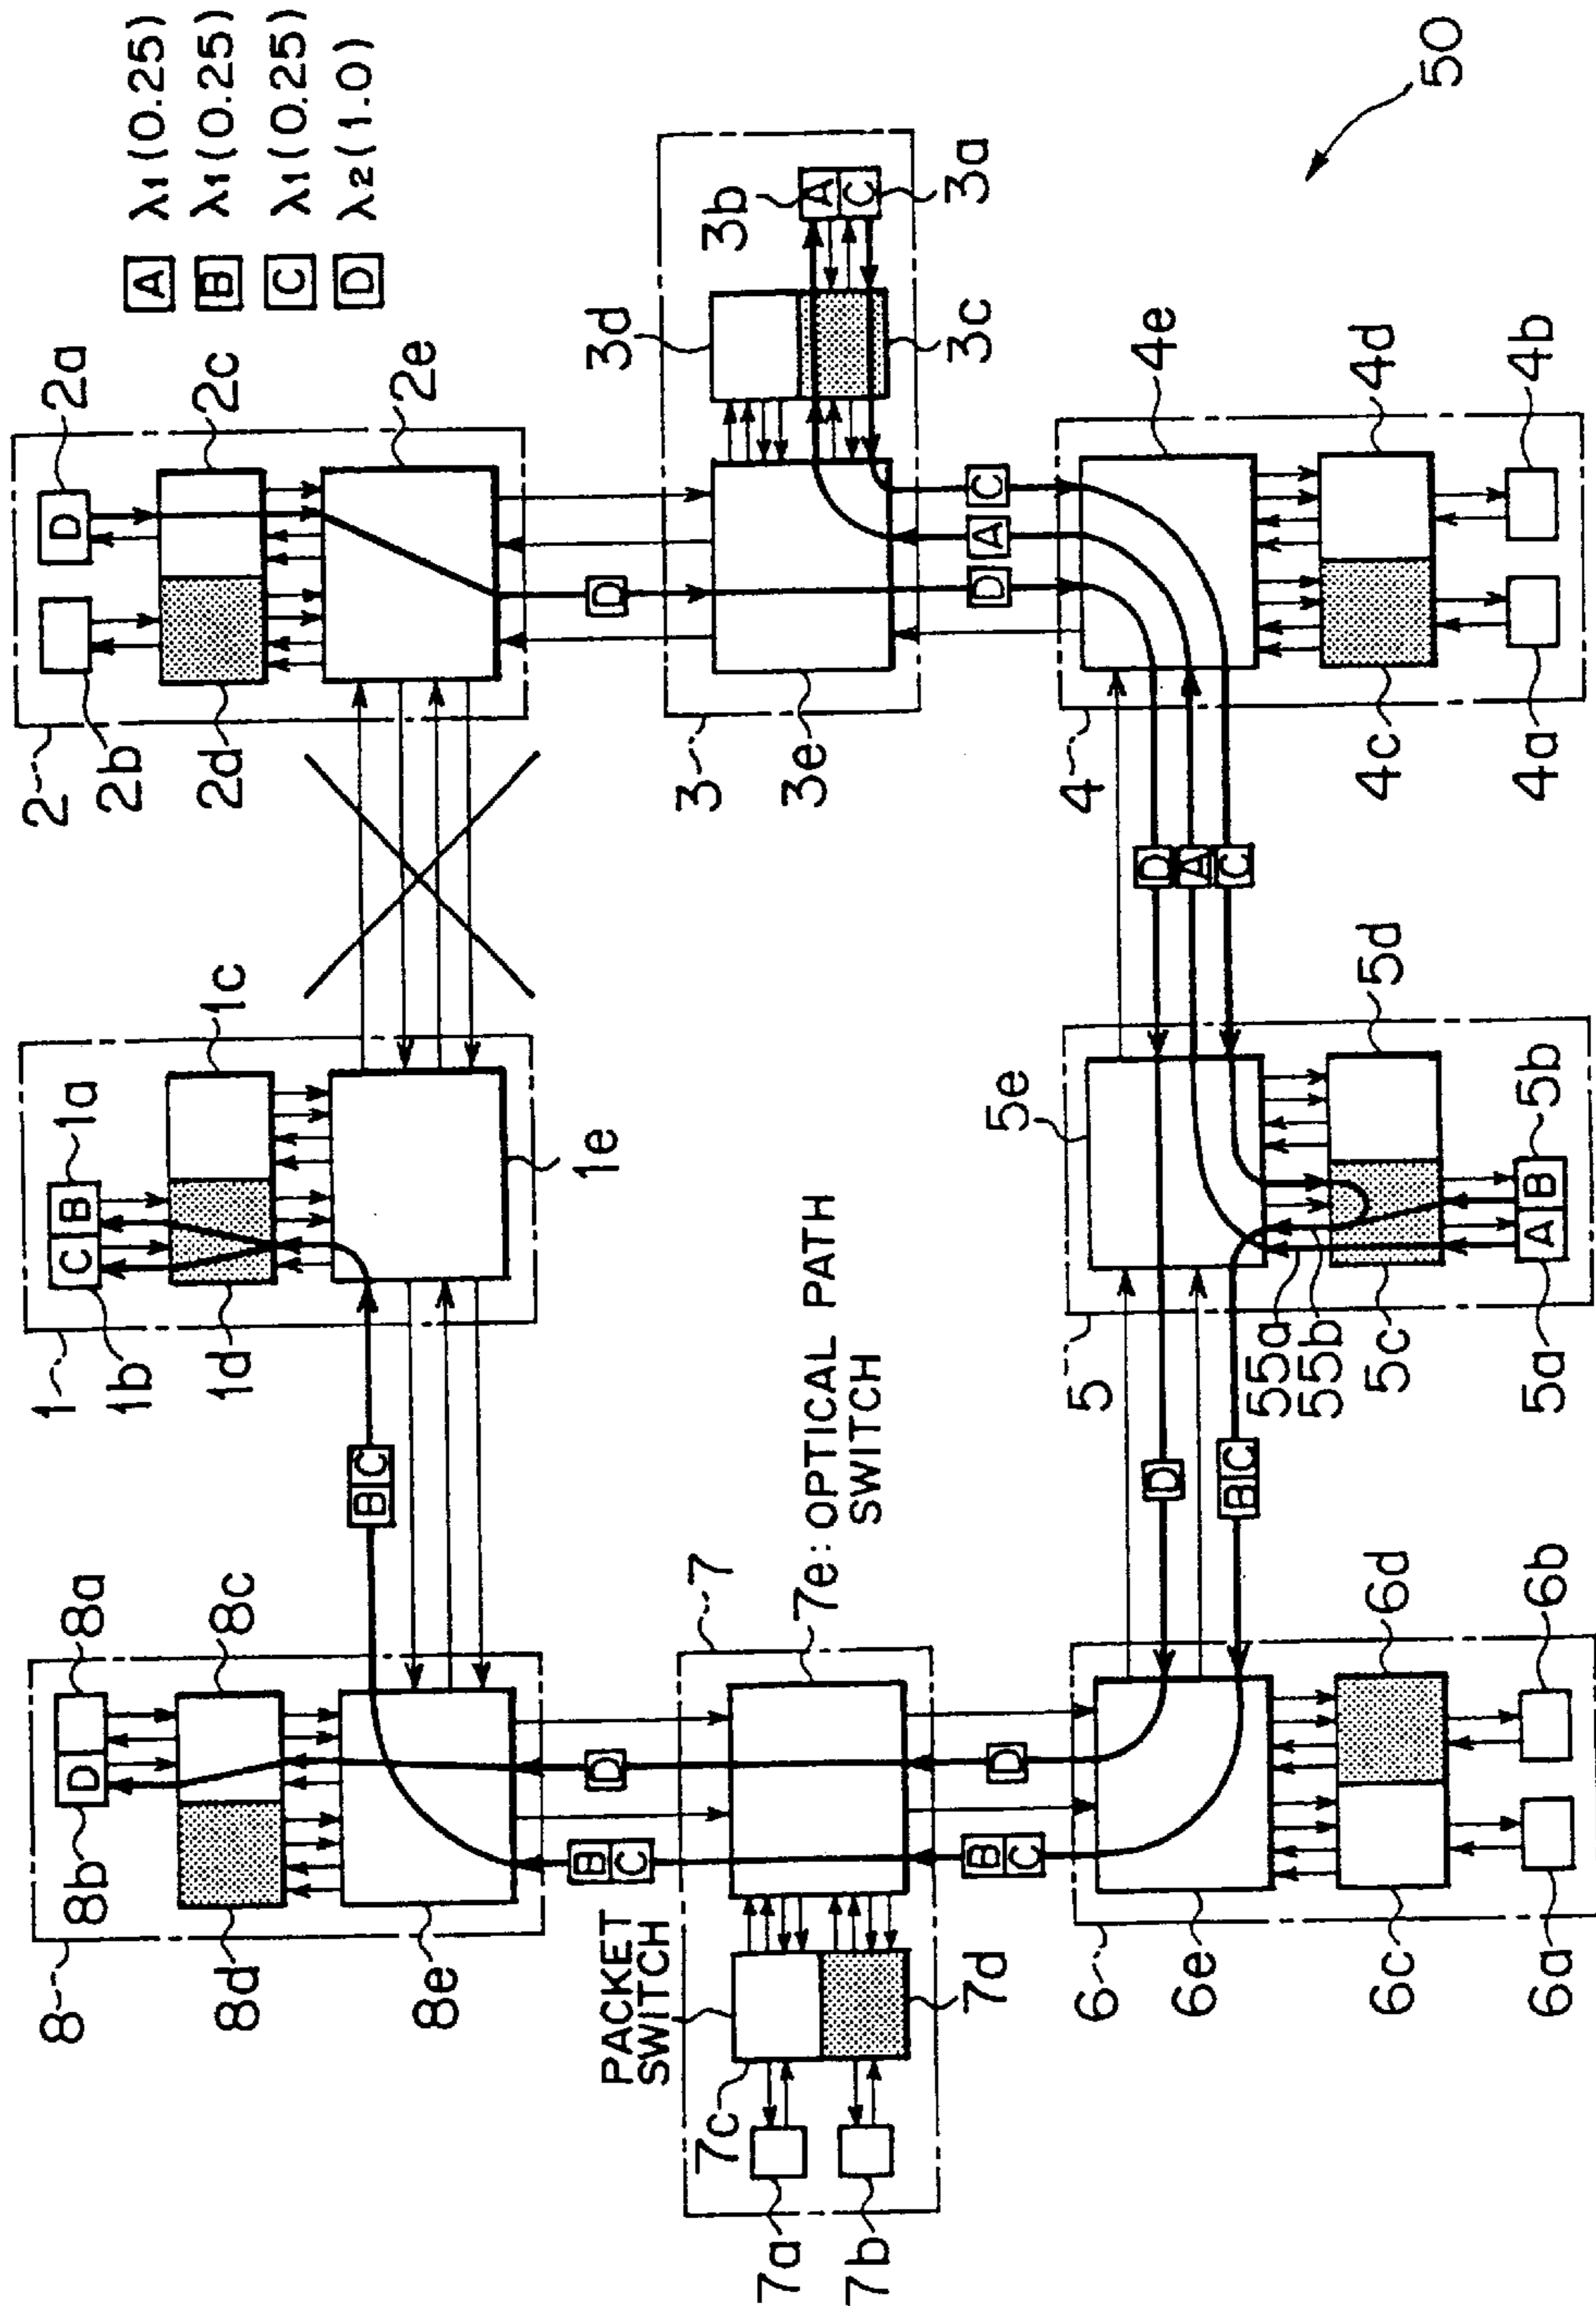 A λ1(0.25)
B λ1(0.25)
C λ1(0.25)
D λ2(1.0)
50
8
8b
8a
D
8d
8c
8e
B C
1
1b
1a
C B
1d
1c
1e
2
2b
2a
D
2d
2c
2e
D
3
3e
3d
3c
3b
3a
A
C
D
A
C
4
4e
4c
4d
4a
4b
D
A
C
5
5e
55a
55b
5c
5d
5a
5b
A B
D
B C
6
6e
6c
6d
6a
6b
D
B
C
7
7e: OPTICAL PATH
SWITCH
PACKET
SWITCH
7c
7d
7a
7b
D
B
C